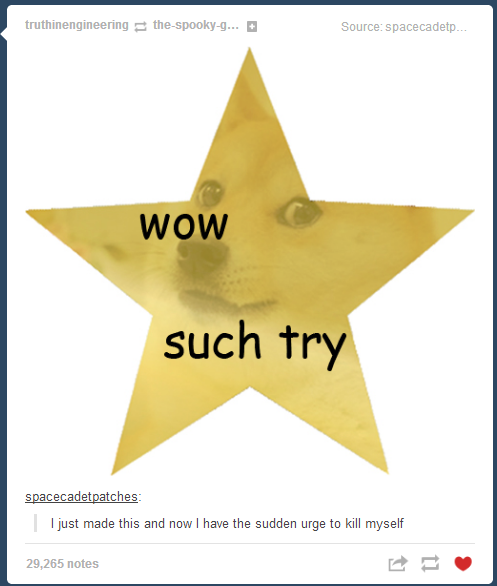 truthinengineering the-spooky-g...
Source: spacecadetp...
wow
such try
spacecadetpatches:
I just made this and now I have the sudden urge to kill myself
29,265 notes